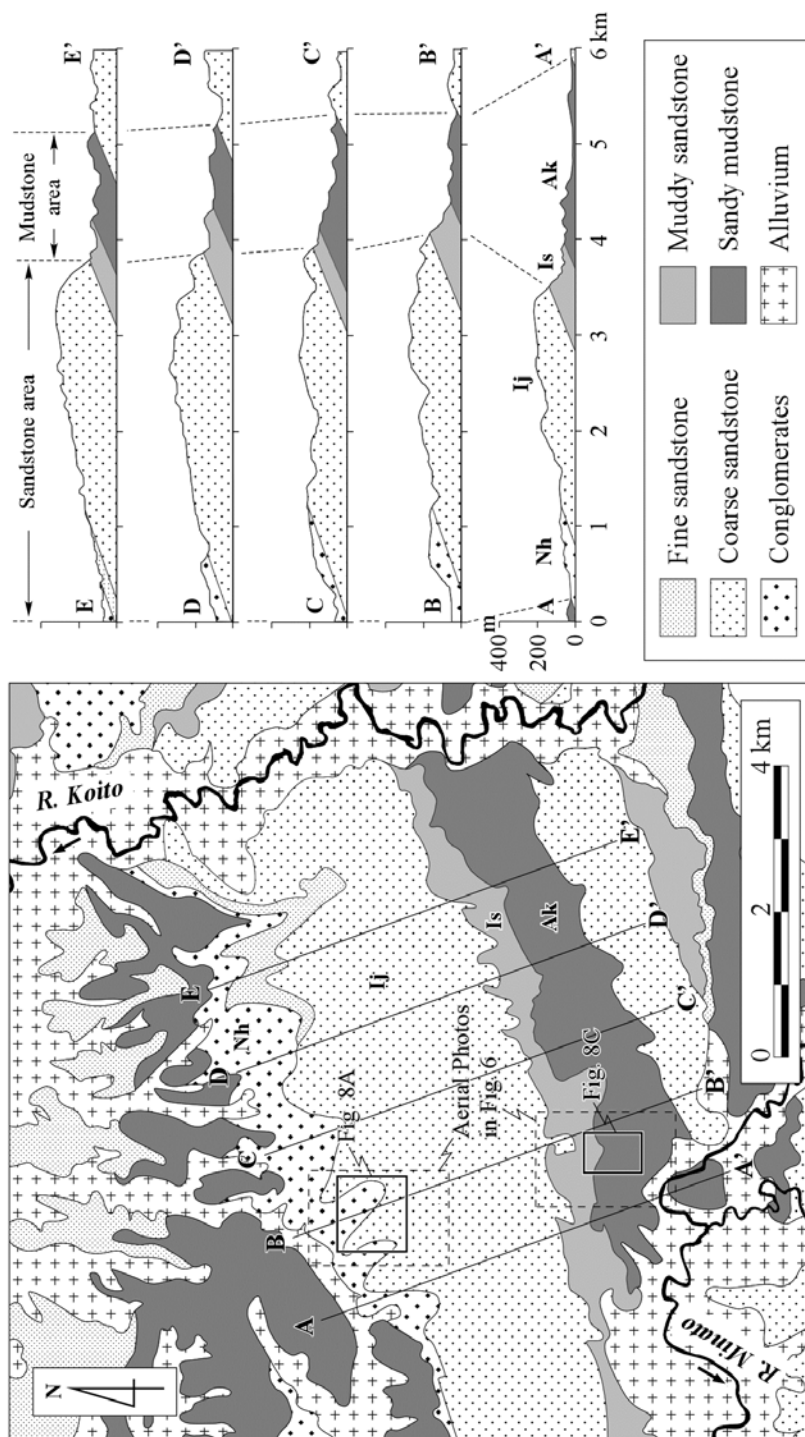 N
R. Koito
R. Minato
A
B
C
D
E
Nh
Ij
Is
Ak
Fig. 8A
Aerial Photos
in Fig. 6
Fig. 8C
A'
B'
C'
D'
E'
0
2
4 km
Sandstone area
Mudstone
area
E
E'
D
D'
C
C'
B
B'
A
Nh
Ij
Is
Ak
A'
400
m
200
0
0
1
2
3
4
5
6 km
Fine sandstone
Coarse sandstone
Conglomerates
Muddy sandstone
Sandy mudstone
Alluvium